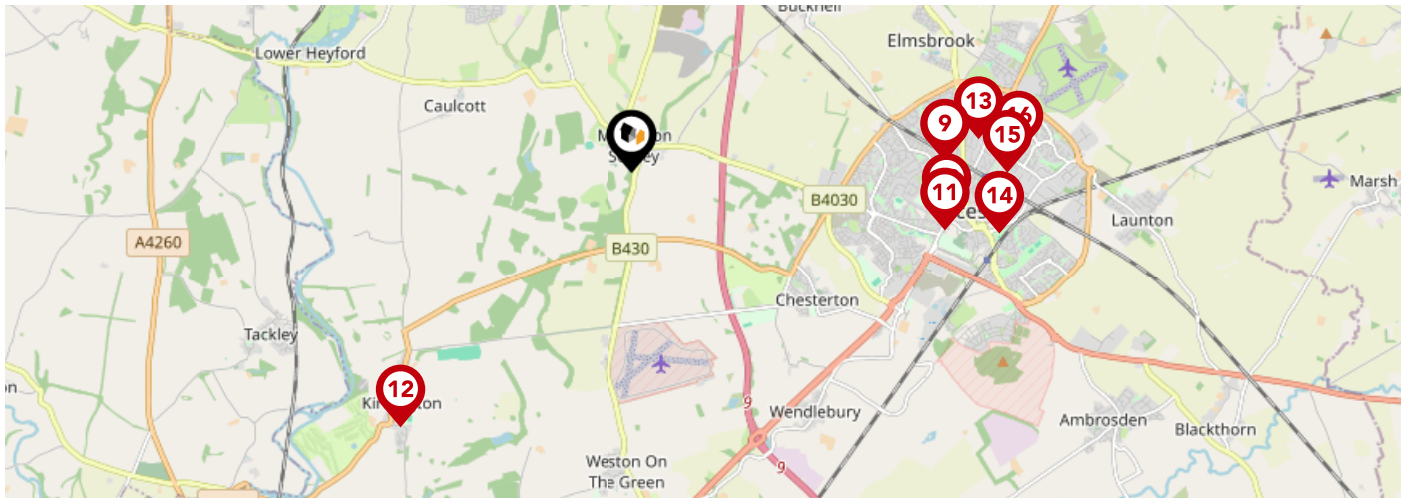 Bucknell
Elmsbrook
Lower Heyford
Caulcott
13
16
9
15
11
14
B4030
Marsh
Launton
A4260
B430
Chesterton
Tackley
12
9
Wendlebury
Ambrosden
Blackthorn
Weston On
The Green
9